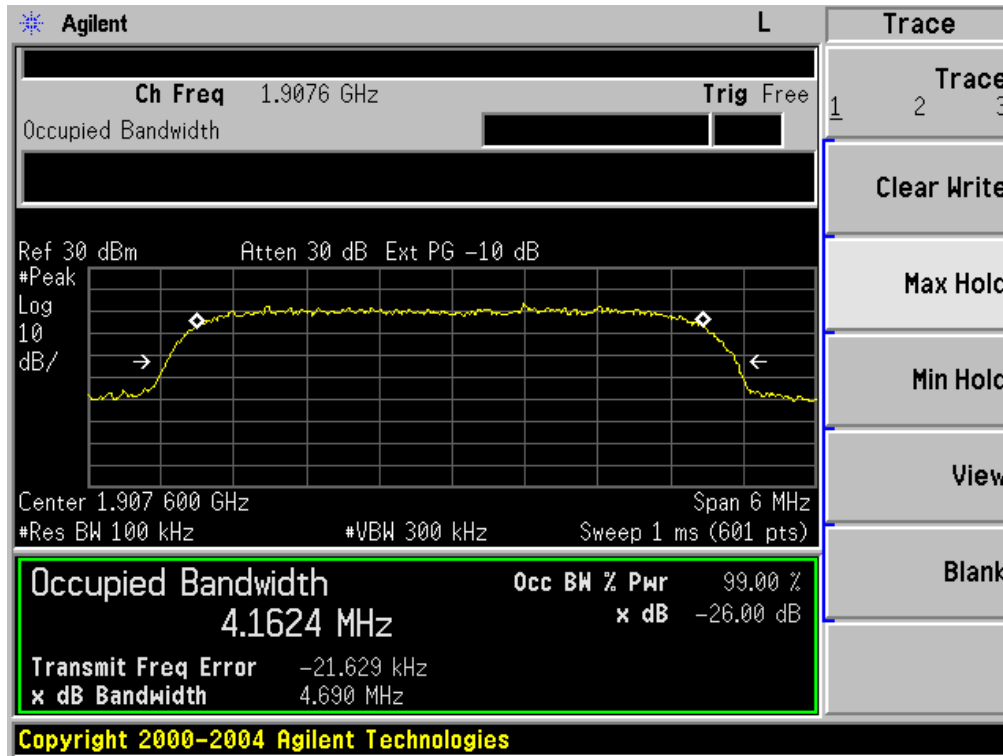 Agilent L Trace
Ch Freq 1.9076 GHz Trig Free
Occupied Bandwidth
Trace
1 2 3
Clear Write
Max Hold
Min Hold
View
Blank
Ref 30 dBm Atten 30 dB Ext PG -10 dB
#Peak
Log
10
dB/
Center 1.907 600 GHz Span 6 MHz
#Res BW 100 kHz #VBW 300 kHz Sweep 1 ms (601 pts)
Occupied Bandwidth Occ BW % Pwr 99.00 %
4.1624 MHz x dB -26.00 dB
Transmit Freq Error -21.629 kHz
x dB Bandwidth 4.690 MHz
Copyright 2000-2004 Agilent Technologies